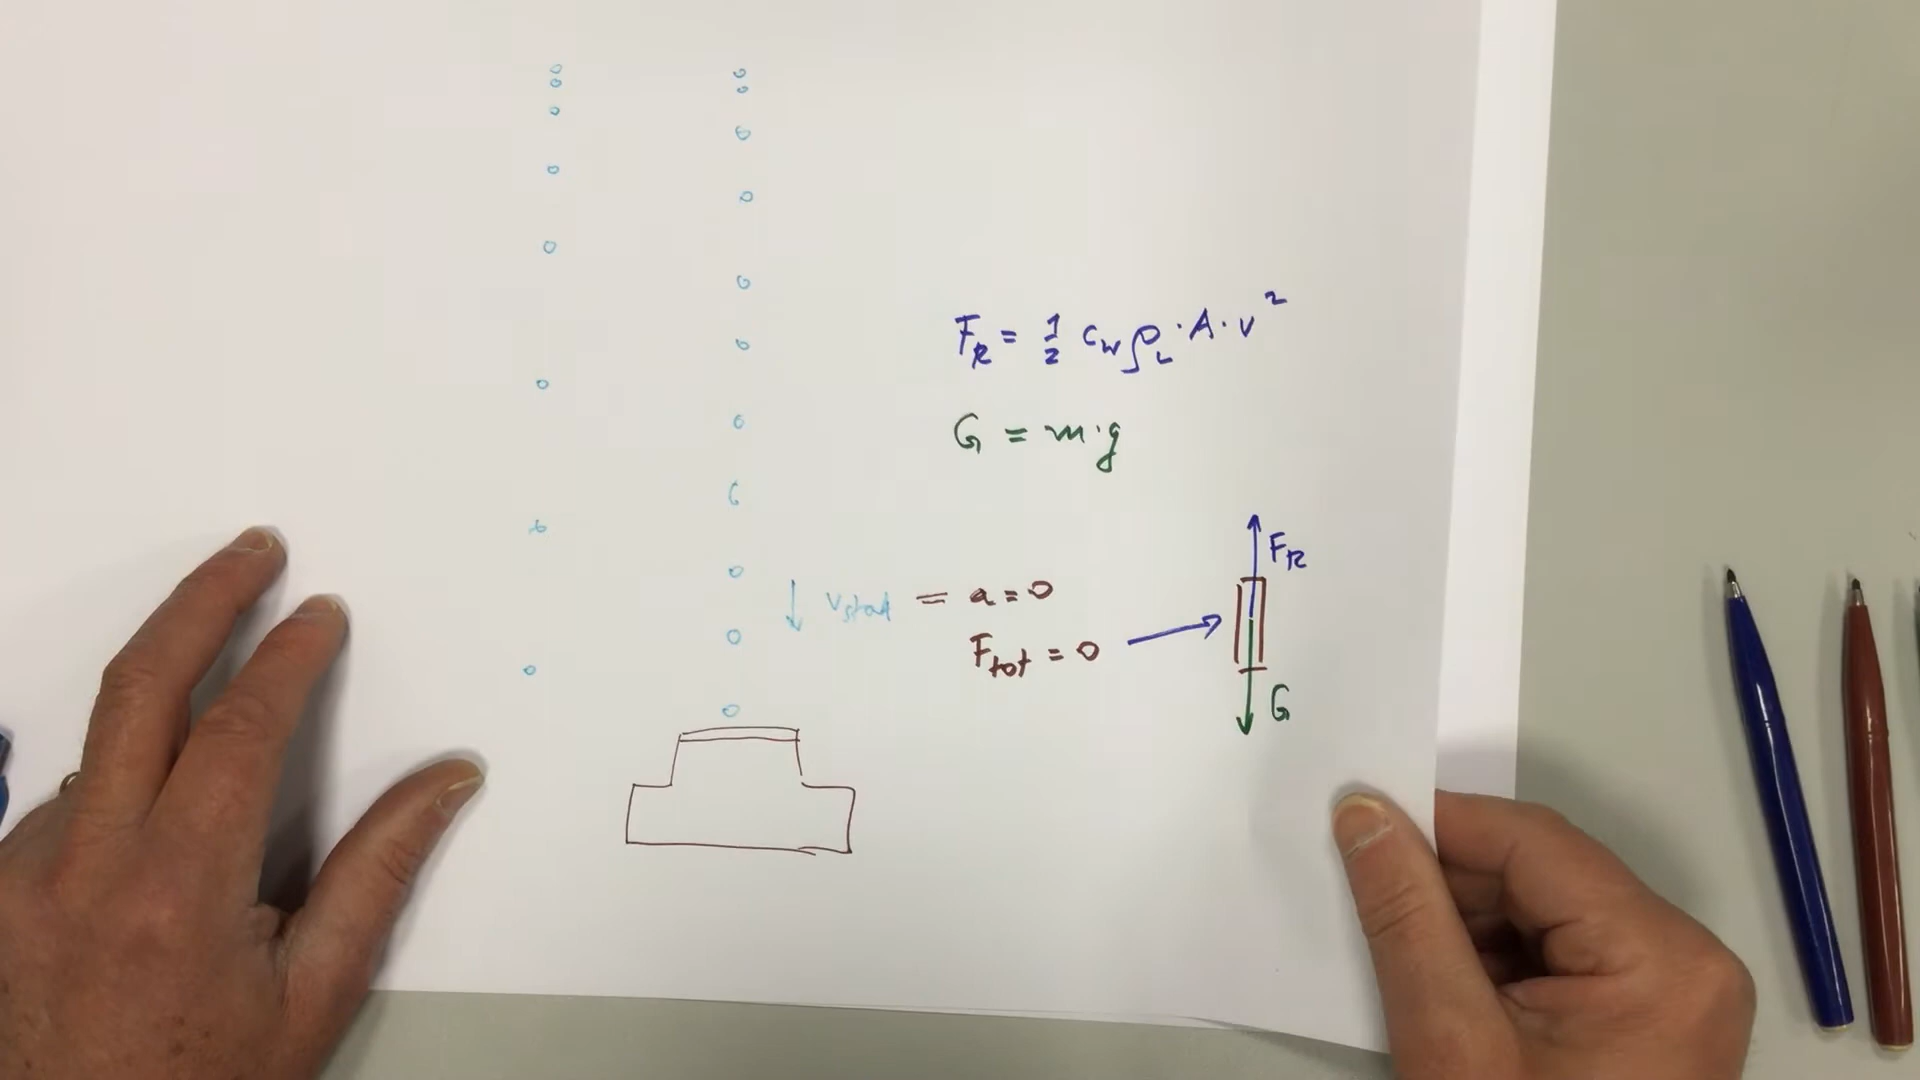 F_R = 1/2 c_w ρ_L · A · v²
G = m · g
F_R
↓ v_stat = a = 0
F_tot = 0
G